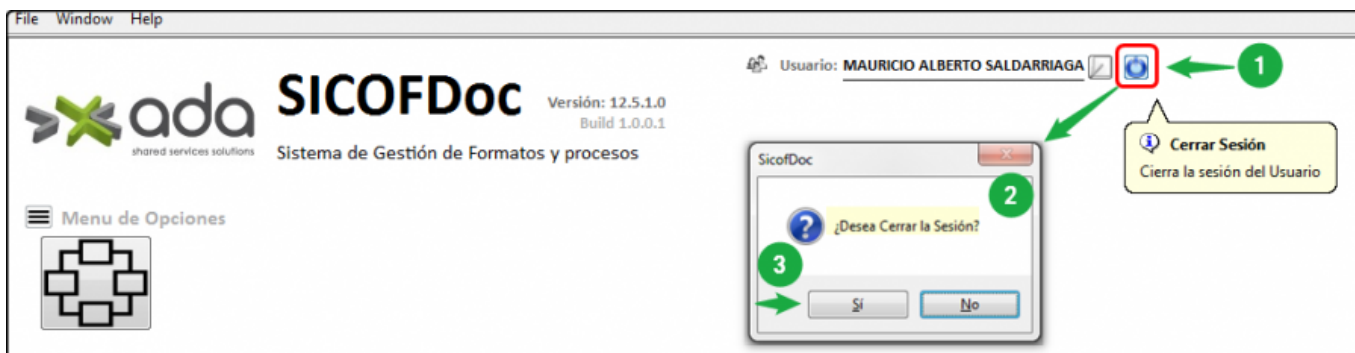 File Window Help
Usuario: MAURICIO ALBERTO SALDARRIAGA
1
ada
shared services solutions
SICOFDoc
Versión: 12.5.1.0
Build 1.0.0.1
Sistema de Gestión de Formatos y procesos
Cerrar Sesión
Cierra la sesión del Usuario
SicofDoc
2
Menu de Opciones
¿Desea Cerrar la Sesión?
3
Sí
No